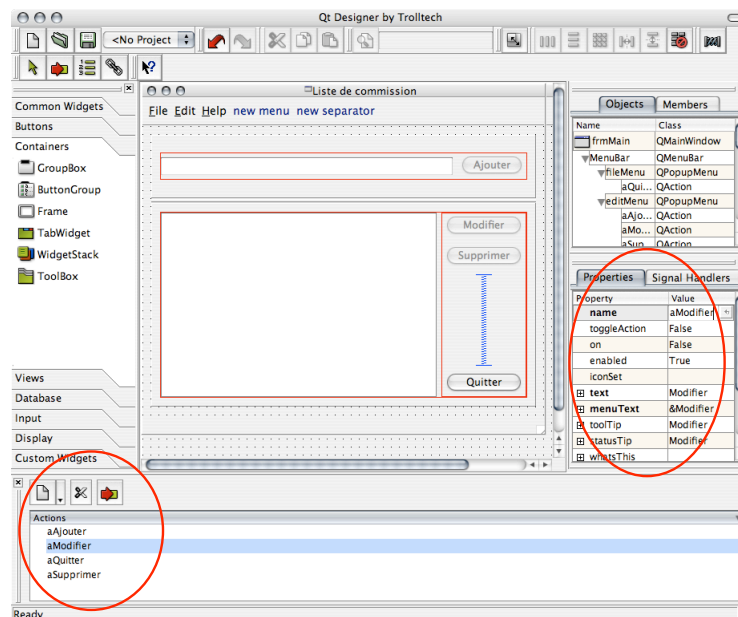 Qt Designer by Trolltech
<No Project
Common Widgets
Buttons
Containers
GroupBox
ButtonGroup
Frame
TabWidget
WidgetStack
ToolBox
Views
Database
Input
Display
Custom Widgets
Liste de commission
File Edit Help new menu new separator
Ajouter
Modifier
Supprimer
Quitter
Objects Members
Name Class
frmMain QMainWindow
MenuBar QMenuBar
fileMenu QPopupMenu
aQui... QAction
editMenu QPopupMenu
aAjo... QAction
aMo... QAction
aSup... QAction
Properties Signal Handlers
Property Value
name aModifier
toggleAction False
on False
enabled True
iconSet
text Modifier
menuText &Modifier
toolTip Modifier
statusTip Modifier
whatsThis
Actions
aAjouter
aModifier
aQuitter
aSupprimer
Ready